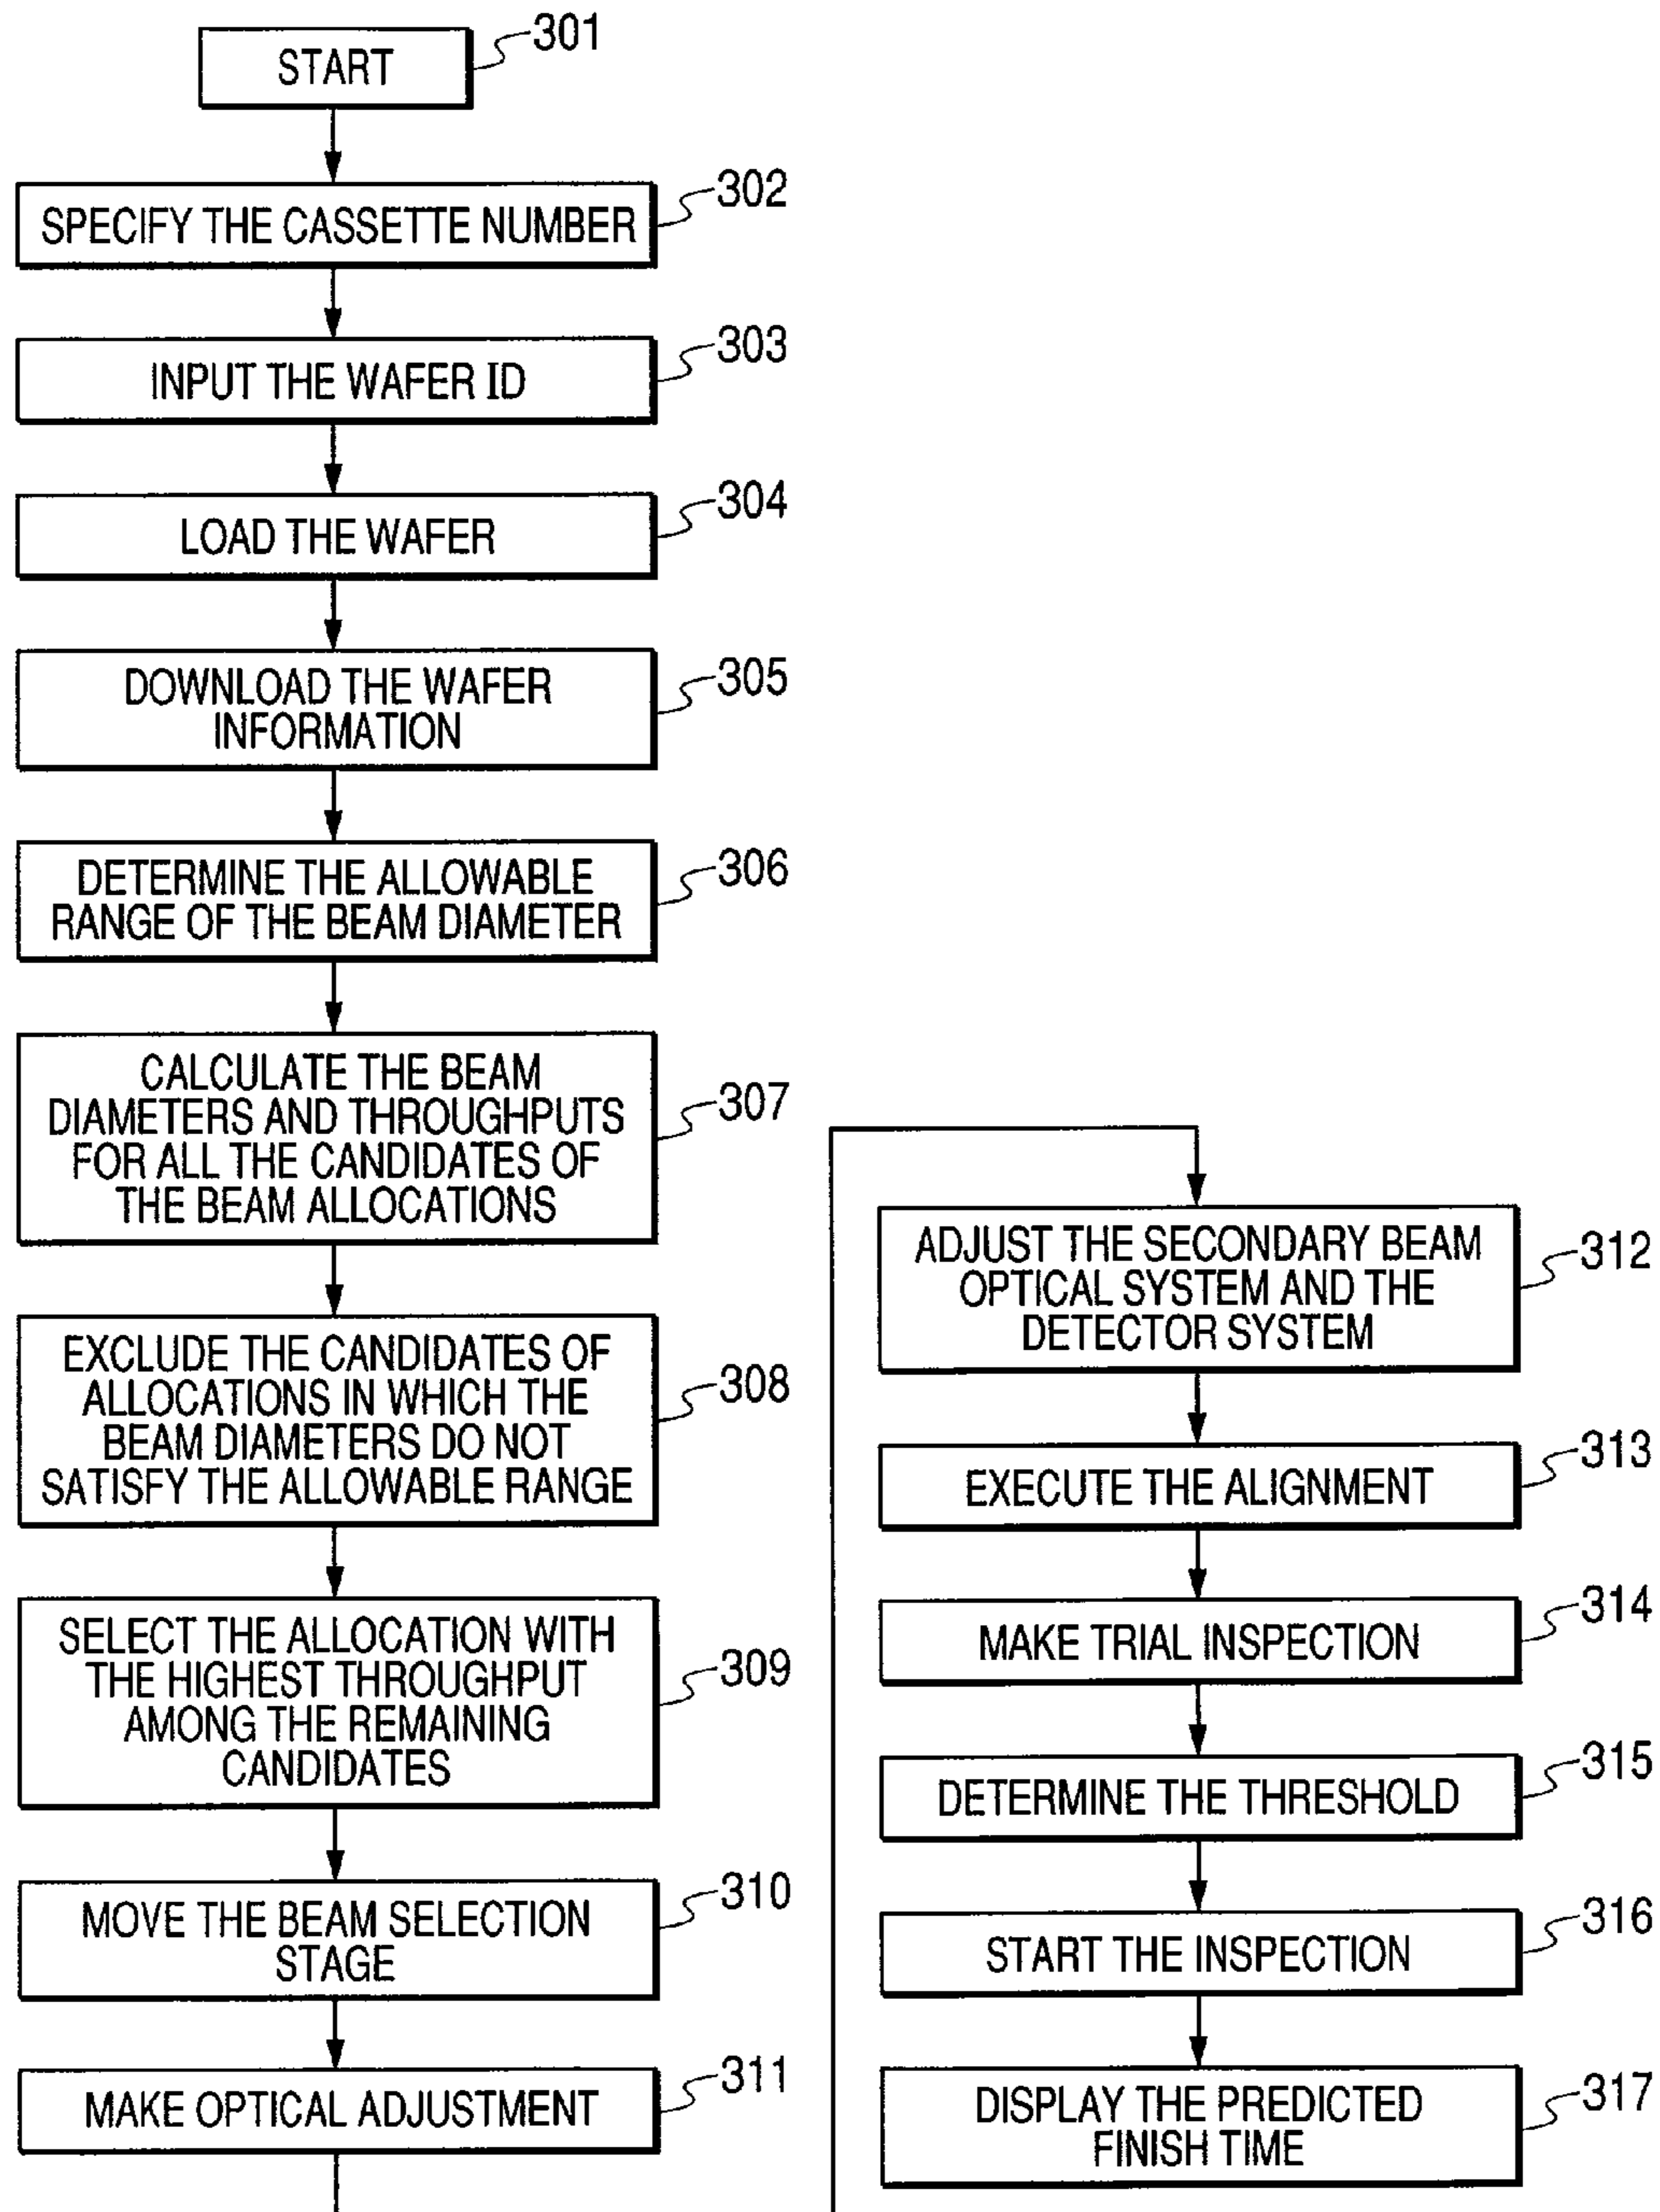 START
301
SPECIFY THE CASSETTE NUMBER
302
INPUT THE WAFER ID
303
LOAD THE WAFER
304
DOWNLOAD THE WAFER
INFORMATION
305
DETERMINE THE ALLOWABLE
RANGE OF THE BEAM DIAMETER
306
CALCULATE THE BEAM
DIAMETERS AND THROUGHPUTS
FOR ALL THE CANDIDATES OF
THE BEAM ALLOCATIONS
307
EXCLUDE THE CANDIDATES OF
ALLOCATIONS IN WHICH THE
BEAM DIAMETERS DO NOT
SATISFY THE ALLOWABLE RANGE
308
SELECT THE ALLOCATION WITH
THE HIGHEST THROUGHPUT
AMONG THE REMAINING
CANDIDATES
309
MOVE THE BEAM SELECTION
STAGE
310
MAKE OPTICAL ADJUSTMENT
311
ADJUST THE SECONDARY BEAM
OPTICAL SYSTEM AND THE
DETECTOR SYSTEM
312
EXECUTE THE ALIGNMENT
313
MAKE TRIAL INSPECTION
314
DETERMINE THE THRESHOLD
315
START THE INSPECTION
316
DISPLAY THE PREDICTED
FINISH TIME
317